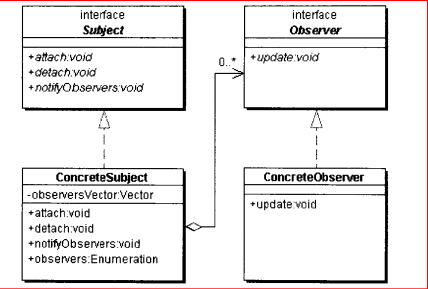 interface
Subject
+attach:void
+detach:void
+notifyObservers:void
interface
Observer
+update:void
0..*
ConcreteSubject
-observersVector:Vector
+attach:void
+detach:void
+notifyObservers:void
+observers:Enumeration
ConcreteObserver
+update:void